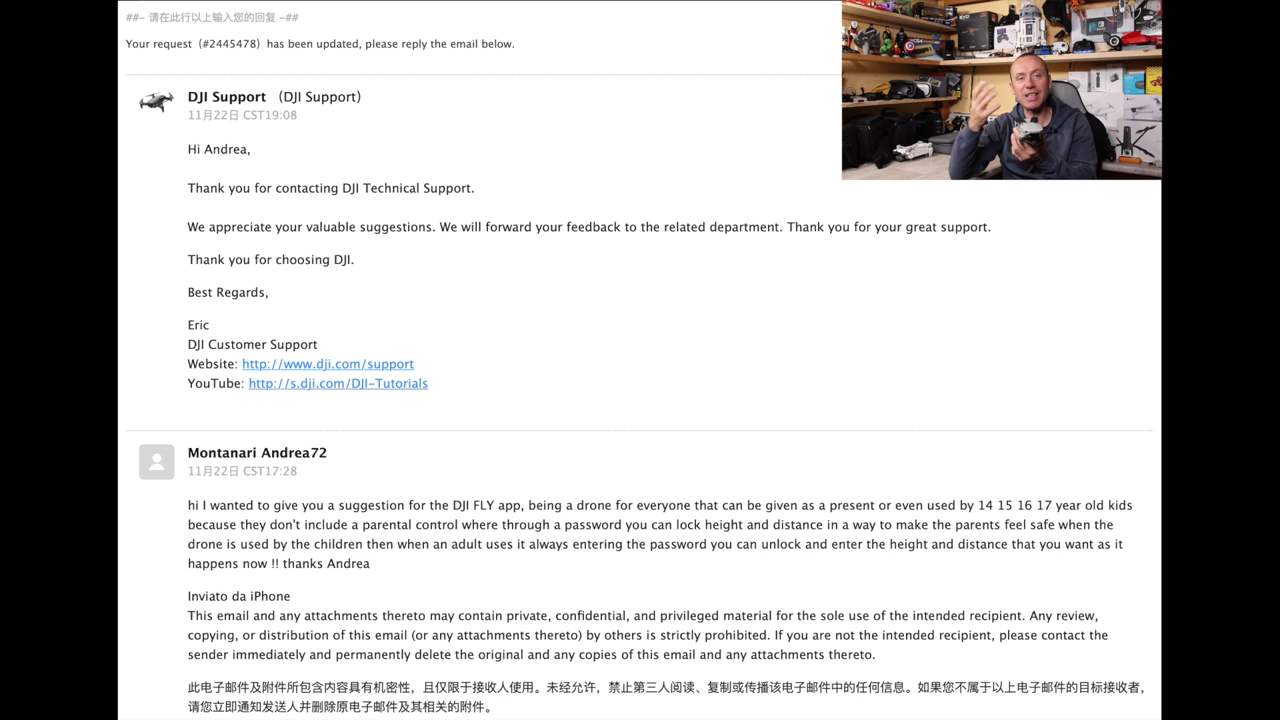 ##- 请在此行以上输入您的回复 -##
Your request（#2445478）has been updated, please reply the email below.
DJI Support （DJI Support）
11月22日 CST19:08
Hi Andrea,
Thank you for contacting DJI Technical Support.
We appreciate your valuable suggestions. We will forward your feedback to the related department. Thank you for your great support.
Thank you for choosing DJI.
Best Regards,
Eric
DJI Customer Support
Website: http://www.dji.com/support
YouTube: http://s.dji.com/DJI-Tutorials
Montanari Andrea72
11月22日 CST17:28
hi I wanted to give you a suggestion for the DJI FLY app, being a drone for everyone that can be given as a present or even used by 14 15 16 17 year old kids
because they don't include a parental control where through a password you can lock height and distance in a way to make the parents feel safe when the
drone is used by the children then when an adult uses it always entering the password you can unlock and enter the height and distance that you want as it
happens now !! thanks Andrea
Inviato da iPhone
This email and any attachments thereto may contain private, confidential, and privileged material for the sole use of the intended recipient. Any review,
copying, or distribution of this email (or any attachments thereto) by others is strictly prohibited. If you are not the intended recipient, please contact the
sender immediately and permanently delete the original and any copies of this email and any attachments thereto.
此电子邮件及附件所包含内容具有机密性，且仅限于接收人使用。未经允许，禁止第三人阅读、复制或传播该电子邮件中的任何信息。如果您不属于以上电子邮件的目标接收者，
请您立即通知发送人并删除原电子邮件及其相关的附件。